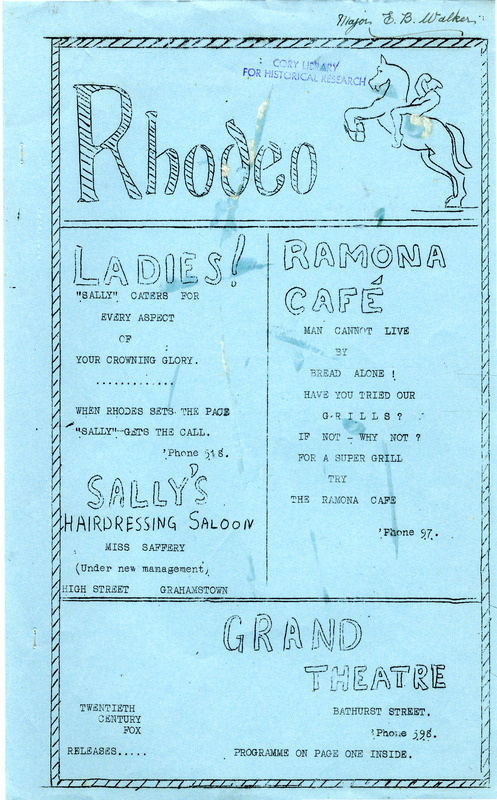 Major E. B. Walker
CORY LIBRARY
FOR HISTORICAL RESEARCH
Rhodeo
LADIES!
"SALLY" CATERS FOR
EVERY ASPECT
OF
YOUR CROWNING GLORY.
.............
WHEN RHODES SETS THE PACE
"SALLY" GETS THE CALL.
'Phone 518.
SALLY'S
HAIRDRESSING SALOON
MISS SAFFERY
(Under new management)
HIGH STREET GRAHAMSTOWN
RAMONA
CAFÉ
MAN CANNOT LIVE
BY
BREAD ALONE !
HAVE YOU TRIED OUR
G R I L L S ?
IF NOT - WHY NOT ?
FOR A SUPER GRILL
TRY
THE RAMONA CAFE
'Phone 97.
GRAND
THEATRE
TWENTIETH
CENTURY
FOX
RELEASES.....
BATHURST STREET.
'Phone 598.
PROGRAMME ON PAGE ONE INSIDE.